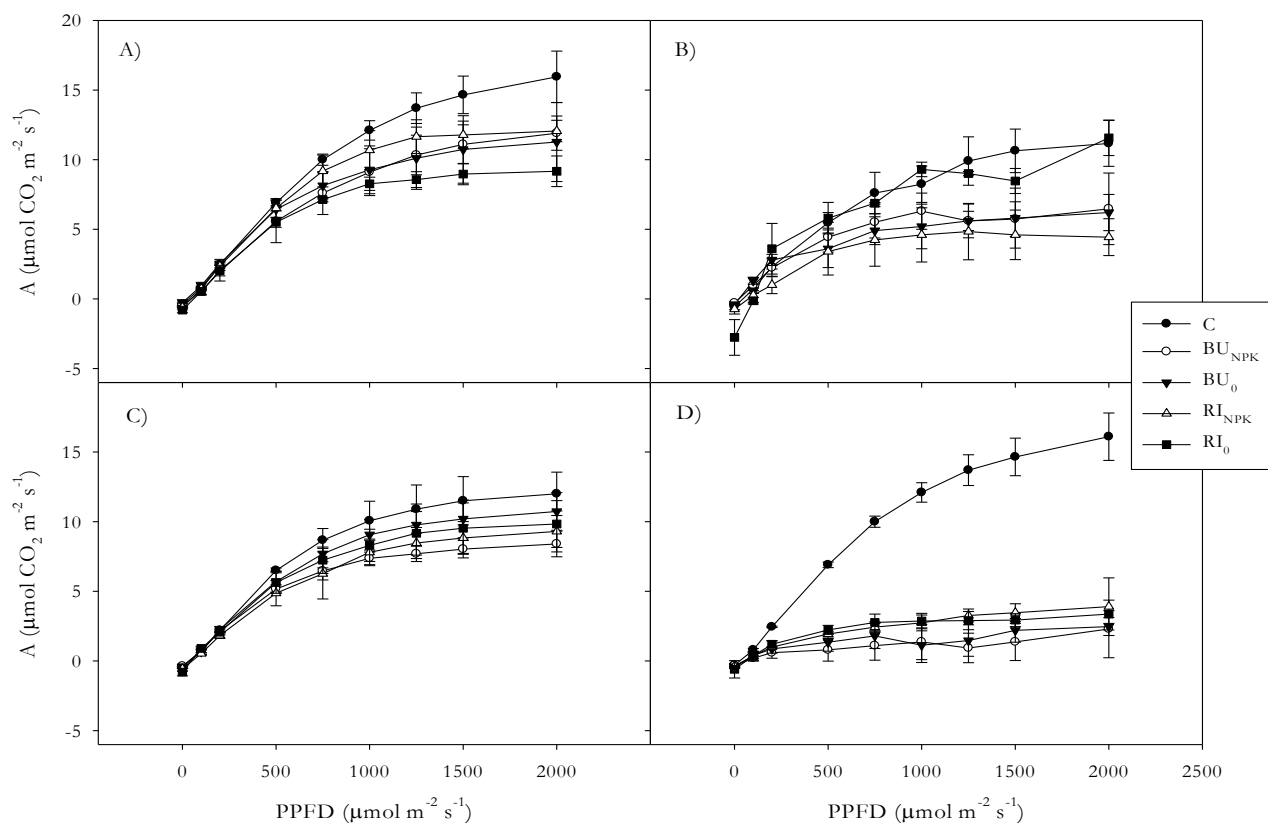 A)
B)
20
15
10
5
0
-5
A (μmol CO2 m-2 s-1)
C
BUNPK
BU0
RINPK
RI0
C)
D)
15
10
5
0
-5
A (μmol CO2 m-2 s-1)
0 500 1000 1500 2000
0 500 1000 1500 2000 2500
PPFD (μmol m-2 s-1)
PPFD (μmol m-2 s-1)